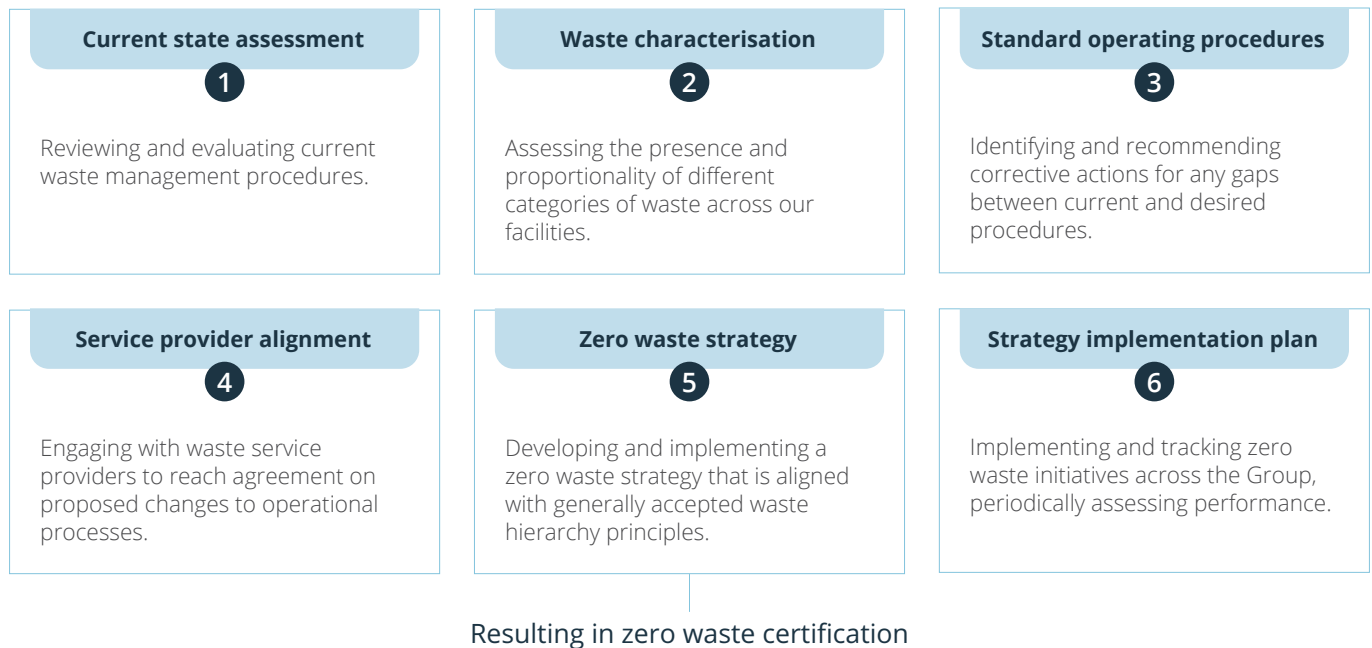 Current state assessment
1
Reviewing and evaluating current
waste management procedures.
Waste characterisation
2
Assessing the presence and
proportionality of different
categories of waste across our
facilities.
Standard operating procedures
3
Identifying and recommending
corrective actions for any gaps
between current and desired
procedures.
Service provider alignment
4
Engaging with waste service
providers to reach agreement on
proposed changes to operational
processes.
Zero waste strategy
5
Developing and implementing a
zero waste strategy that is aligned
with generally accepted waste
hierarchy principles.
Strategy implementation plan
6
Implementing and tracking zero
waste initiatives across the Group,
periodically assessing performance.
Resulting in zero waste certification